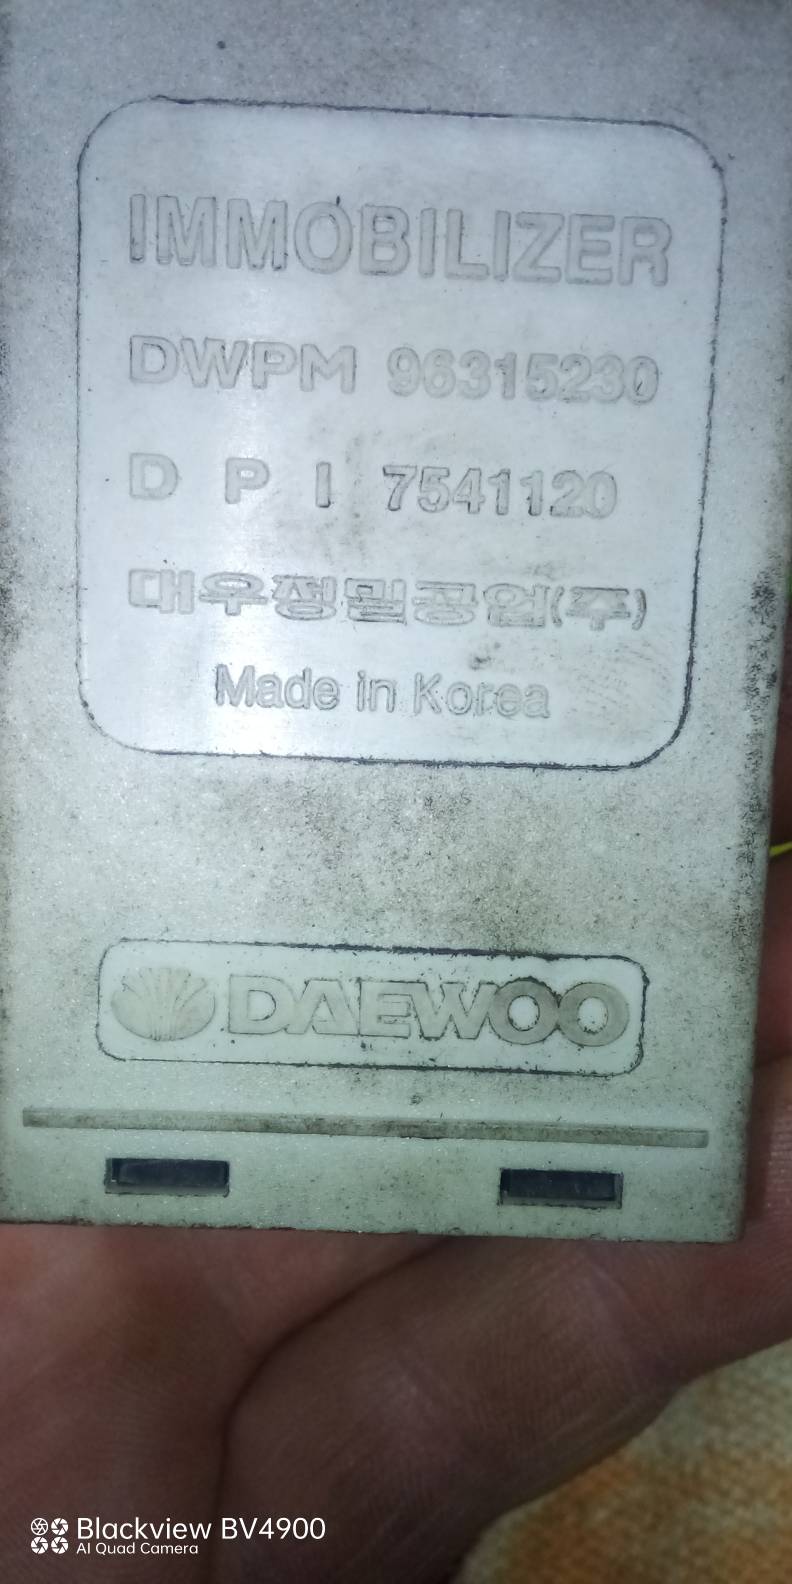 IMMOBILIZER
DWPM 96315230
D P I 7541120
대우정밀공업(주)
Made in Korea
DAEWOO
Blackview BV4900
AI Quad Camera